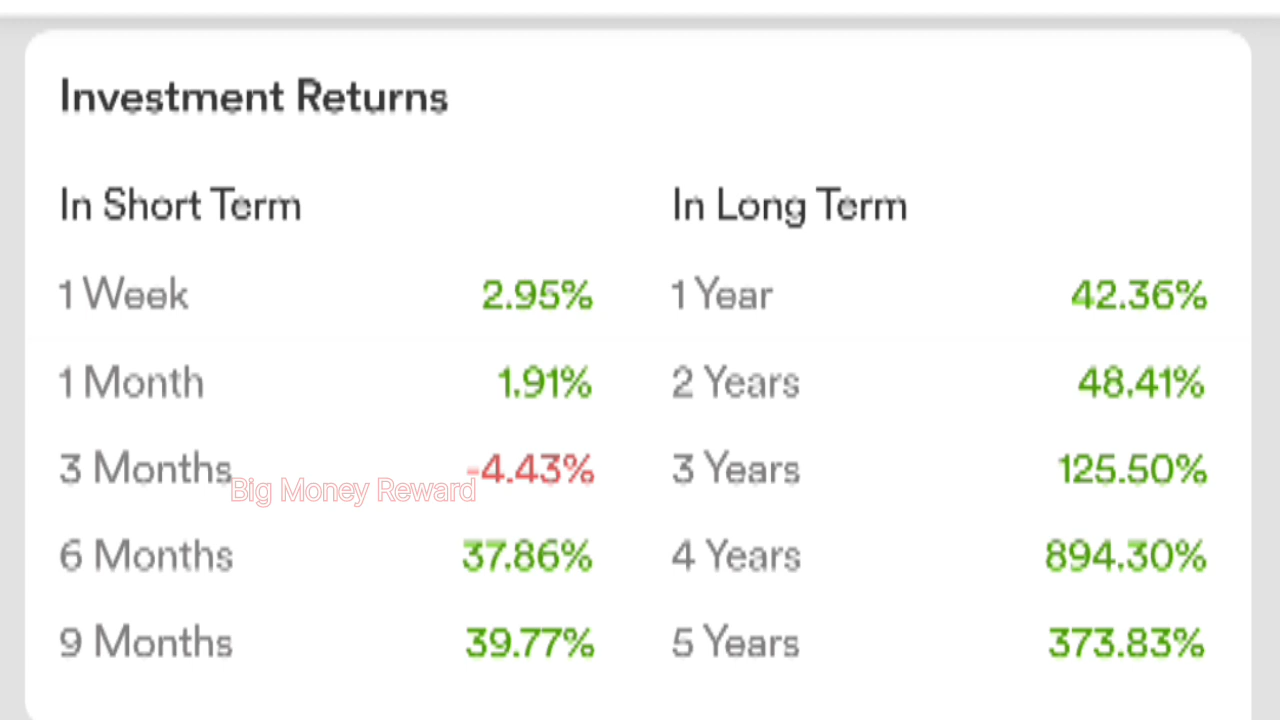 Investment Returns
In Short Term
1 Week 2.95%
1 Month 1.91%
3 Months -4.43%
6 Months 37.86%
9 Months 39.77%
In Long Term
1 Year 42.36%
2 Years 48.41%
3 Years 125.50%
4 Years 894.30%
5 Years 373.83%
Big Money Reward